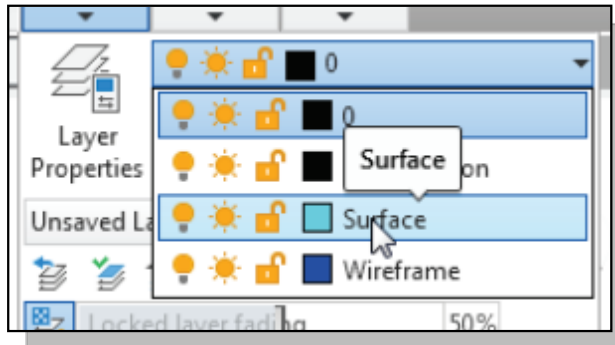 0
Layer
Properties
0
Surface
on
Surface
Unsaved La
Wireframe
Locked layer fading 50%